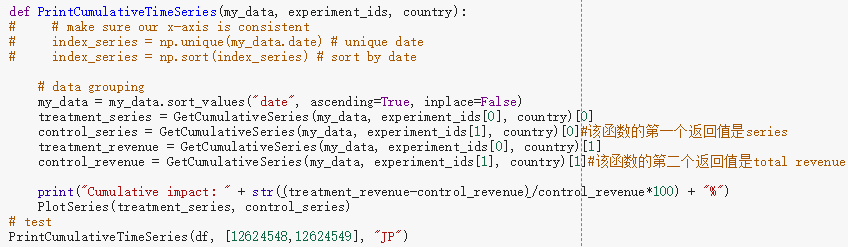 def PrintCumulativeTimeSeries(my_data, experiment_ids, country):
#     # make sure our x-axis is consistent
#     index_series = np.unique(my_data.date) # unique date
#     index_series = np.sort(index_series) # sort by date
    # data grouping
    my_data = my_data.sort_values("date", ascending=True, inplace=False)
    treatment_series = GetCumulativeSeries(my_data, experiment_ids[0], country)[0]
    control_series = GetCumulativeSeries(my_data, experiment_ids[1], country)[0]#该函数的第一个返回值是series
    treatment_revenue = GetCumulativeSeries(my_data, experiment_ids[0], country)[1]
    control_revenue = GetCumulativeSeries(my_data, experiment_ids[1], country)[1]#该函数的第二个返回值是total revenue
    print("Cumulative impact: " + str((treatment_revenue-control_revenue)/control_revenue*100) + "%")
    PlotSeries(treatment_series, control_series)
# test
PrintCumulativeTimeSeries(df, [12624548,12624549], "JP")